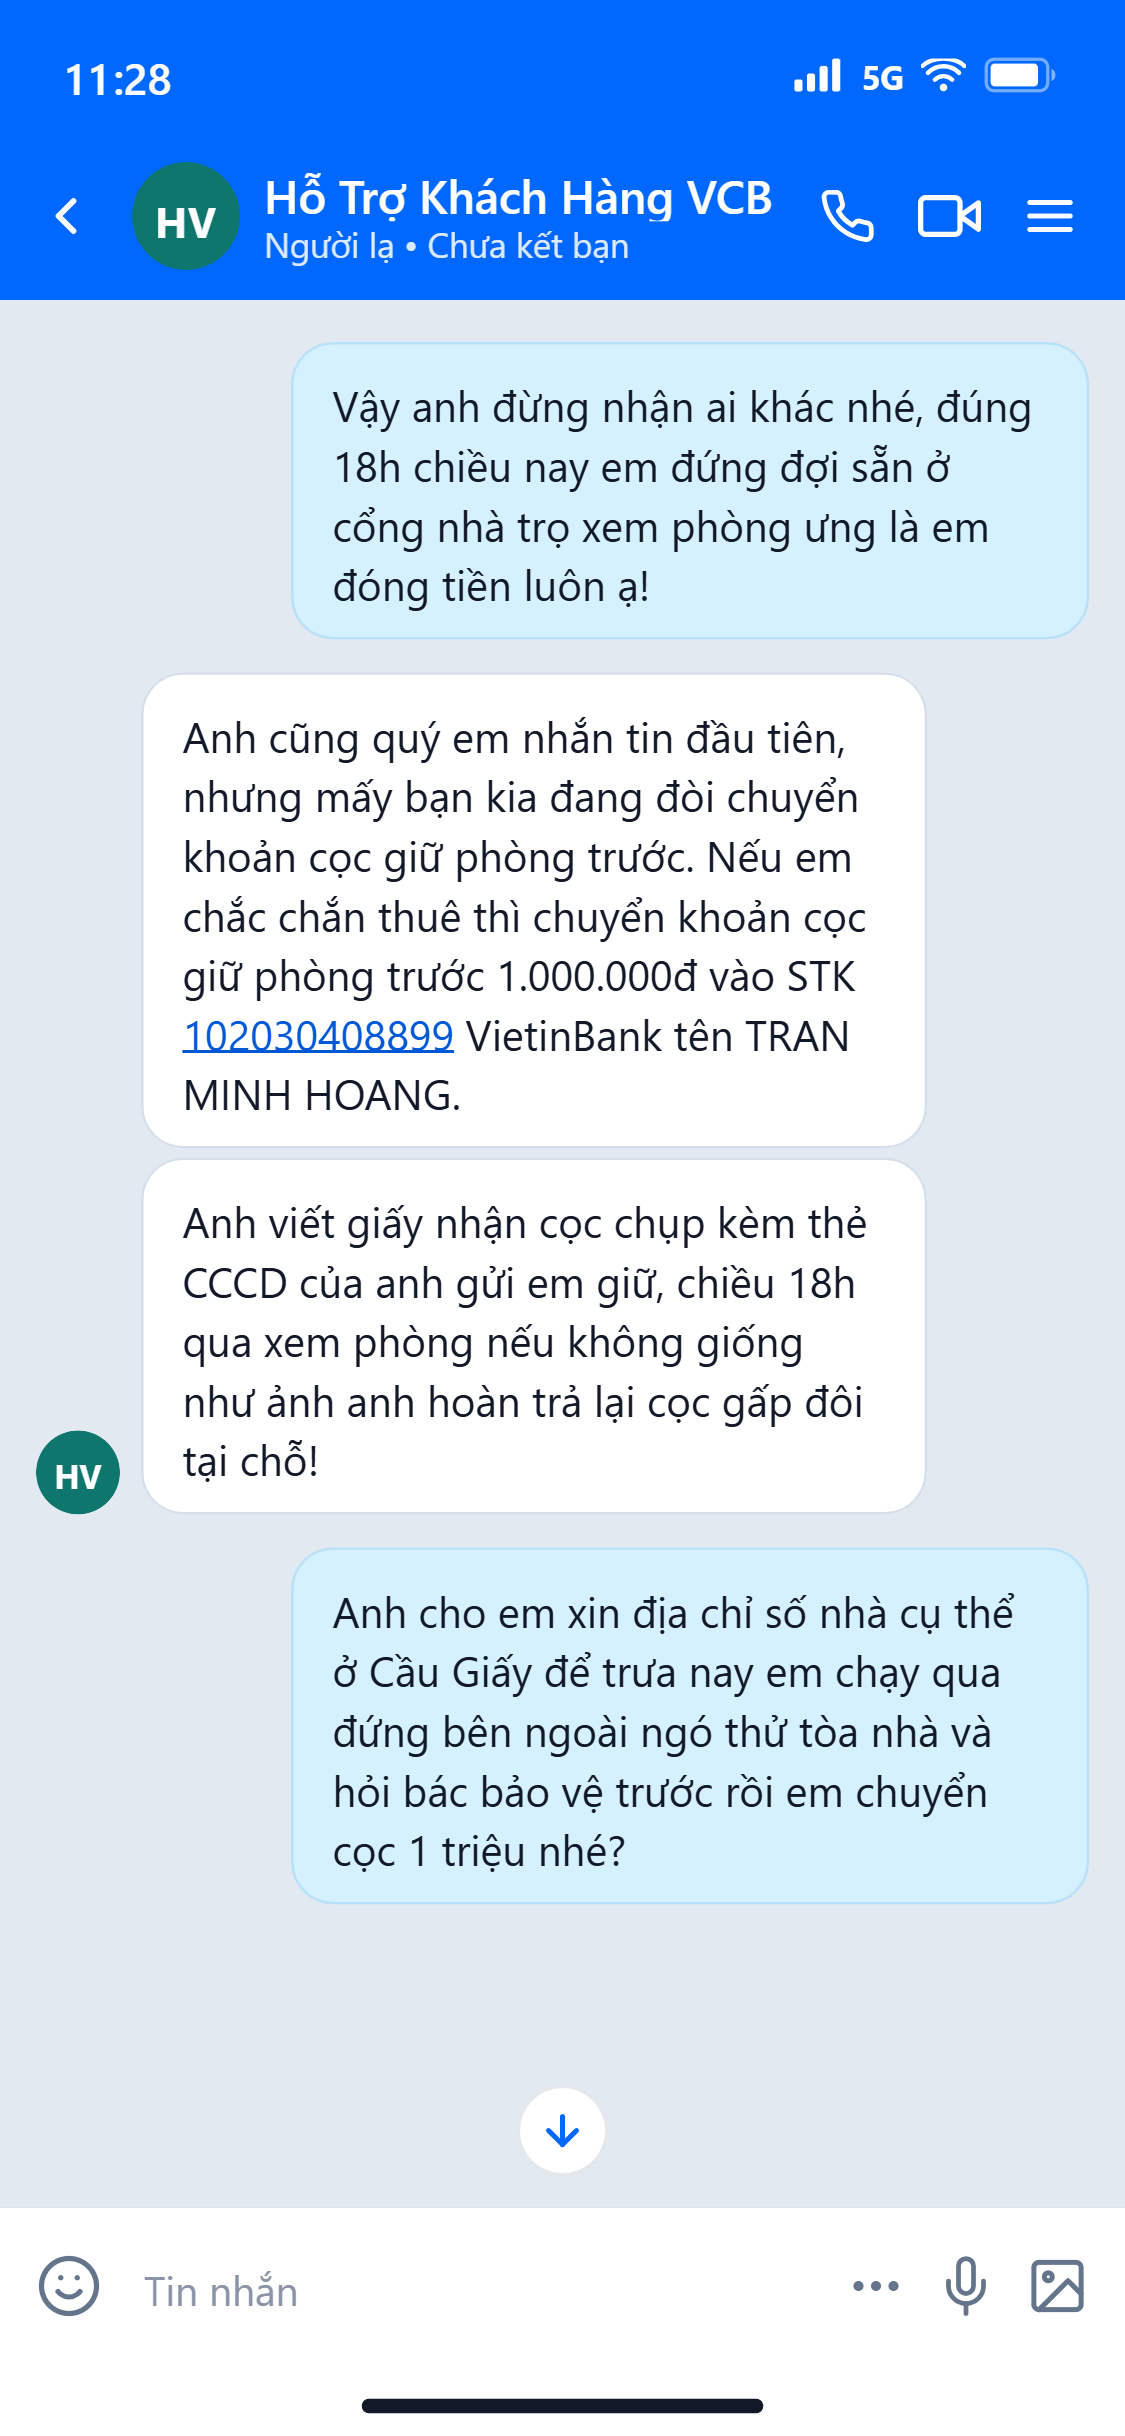 11:28
5G
HV
Hỗ Trợ Khách Hàng VCB
Người lạ • Chưa kết bạn
Vậy anh đừng nhận ai khác nhé, đúng
18h chiều nay em đứng đợi sẵn ở
cổng nhà trọ xem phòng ưng là em
đóng tiền luôn ạ!
Anh cũng quý em nhắn tin đầu tiên,
nhưng mấy bạn kia đang đòi chuyển
khoản cọc giữ phòng trước. Nếu em
chắc chắn thuê thì chuyển khoản cọc
giữ phòng trước 1.000.000đ vào STK
102030408899 VietinBank tên TRAN
MINH HOANG.
Anh viết giấy nhận cọc chụp kèm thẻ
CCCD của anh gửi em giữ, chiều 18h
qua xem phòng nếu không giống
như ảnh anh hoàn trả lại cọc gấp đôi
tại chỗ!
HV
Anh cho em xin địa chỉ số nhà cụ thể
ở Cầu Giấy để trưa nay em chạy qua
đứng bên ngoài ngó thử tòa nhà và
hỏi bác bảo vệ trước rồi em chuyển
cọc 1 triệu nhé?
Tin nhắn